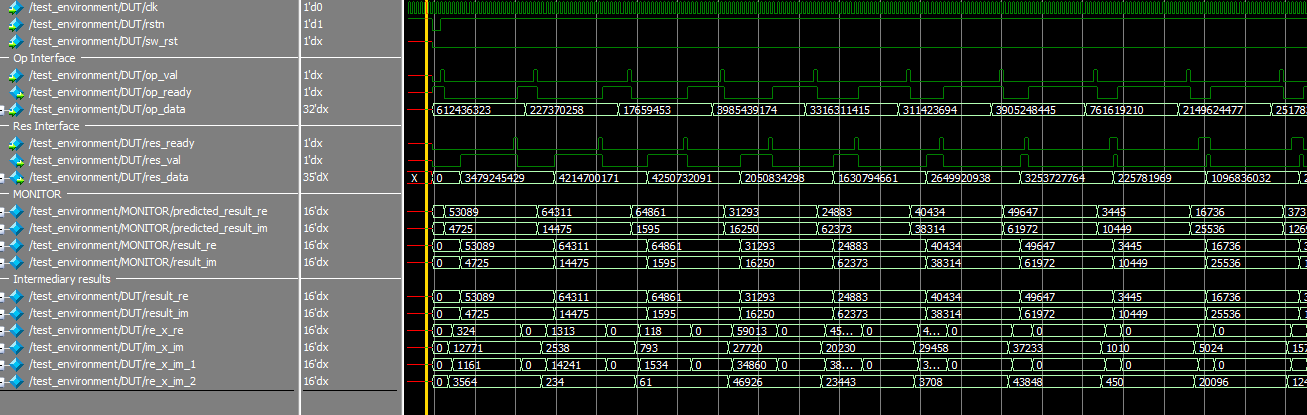 /test_environment/DUT/clk 1'd0
/test_environment/DUT/rstn 1'd1
/test_environment/DUT/sw_rst 1'dx
Op Interface
/test_environment/DUT/op_val 1'dx
/test_environment/DUT/op_ready 1'dx
/test_environment/DUT/op_data 32'dx 612436323 227370258 17659453 3985439174 3316311415 311423694 3905248445 761619210 2149624477 25178
Res Interface
/test_environment/DUT/res_ready 1'dx
/test_environment/DUT/res_val 1'dx
/test_environment/DUT/res_data 35'dX X 0 3479245429 4214700171 4250732091 2050834298 1630794661 2649920938 3253727764 225781969 1096836032 2
MONITOR
/test_environment/MONITOR/predicted_result_re 16'dx 0 53089 64311 64861 31293 24883 40434 49647 3445 16736 373
/test_environment/MONITOR/predicted_result_im 16'dx 0 4725 14475 1595 16250 62373 38314 61972 10449 25536 126
/test_environment/MONITOR/result_re 16'dx 0 53089 64311 64861 31293 24883 40434 49647 3445 16736 3
/test_environment/MONITOR/result_im 16'dx 0 4725 14475 1595 16250 62373 38314 61972 10449 25536 1
Intermediary results
/test_environment/DUT/result_re 16'dx 0 53089 64311 64861 31293 24883 40434 49647 3445 16736 3
/test_environment/DUT/result_im 16'dx 0 4725 14475 1595 16250 62373 38314 61972 10449 25536 1
/test_environment/DUT/re_x_re 16'dx 0 324 0 1313 0 118 0 59013 0 45... 0 4... 0 0 0 0
/test_environment/DUT/im_x_im 16'dx 0 12771 2538 793 27720 20230 29458 37233 1010 5024 157
/test_environment/DUT/re_x_im_1 16'dx 0 1161 0 14241 0 1534 0 34860 0 38... 0 3... 0 0 0 0
/test_environment/DUT/re_x_im_2 16'dx 0 3564 234 61 46926 23443 3708 43848 450 20096 124